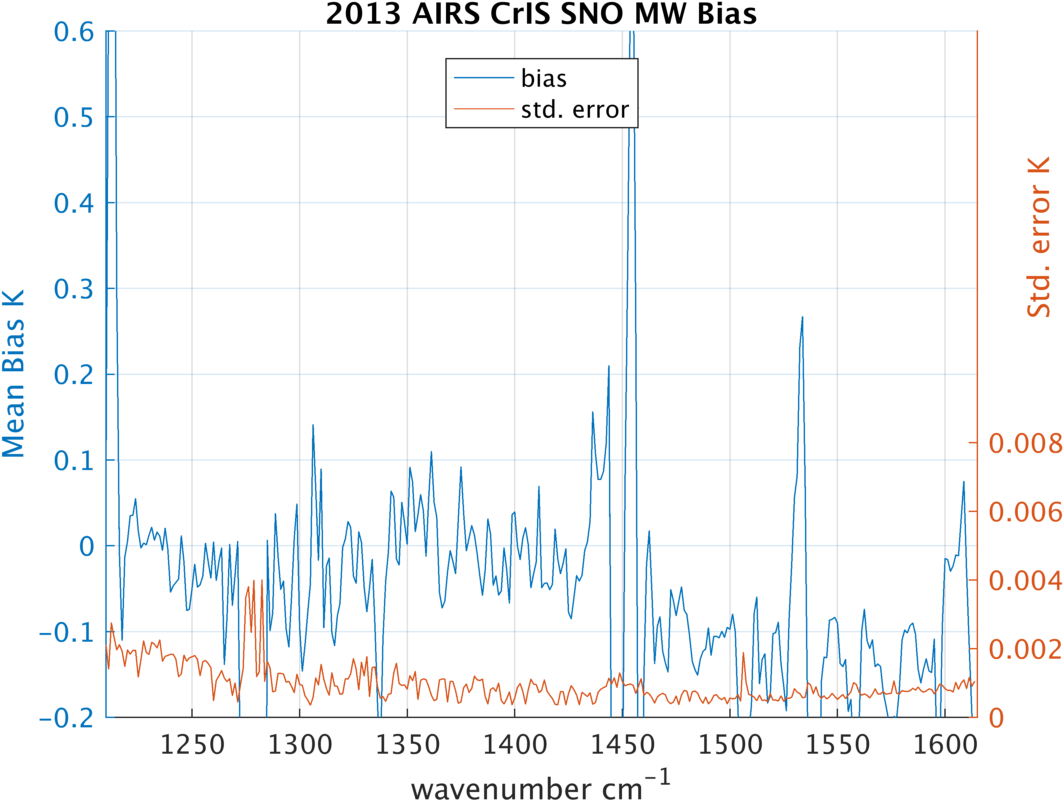 2013 AIRS CrIS SNO MW Bias
bias
std. error
Mean Bias K
0.6
0.5
0.4
0.3
0.2
0.1
0
−0.1
−0.2
Std. error K
0.008
0.006
0.004
0.002
0
1250 1300 1350 1400 1450 1500 1550 1600
wavenumber cm⁻¹